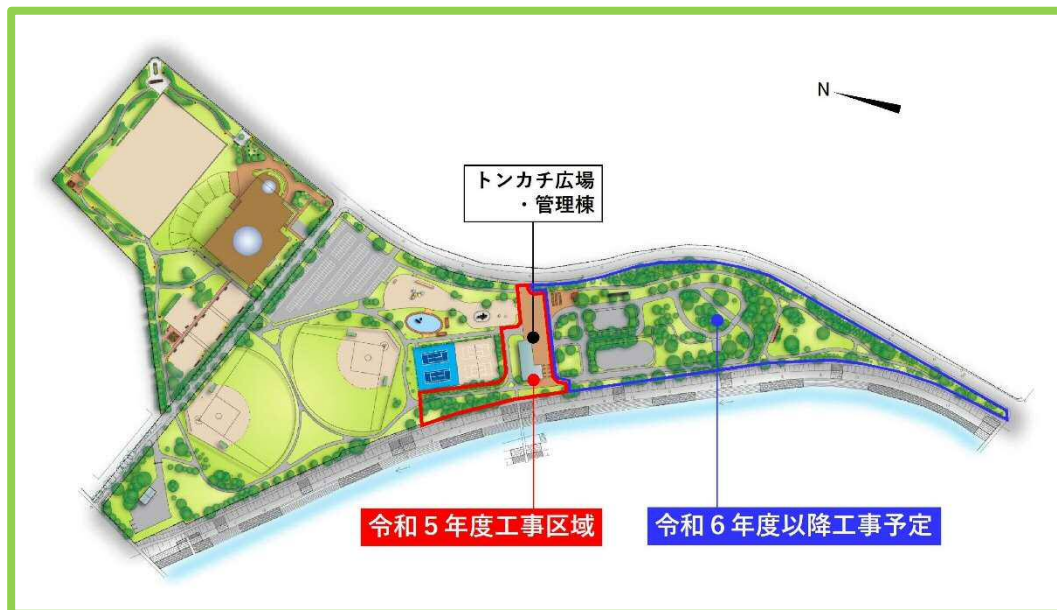 N
トンカチ広場
・管理棟
令和５年度工事区域
令和６年度以降工事予定